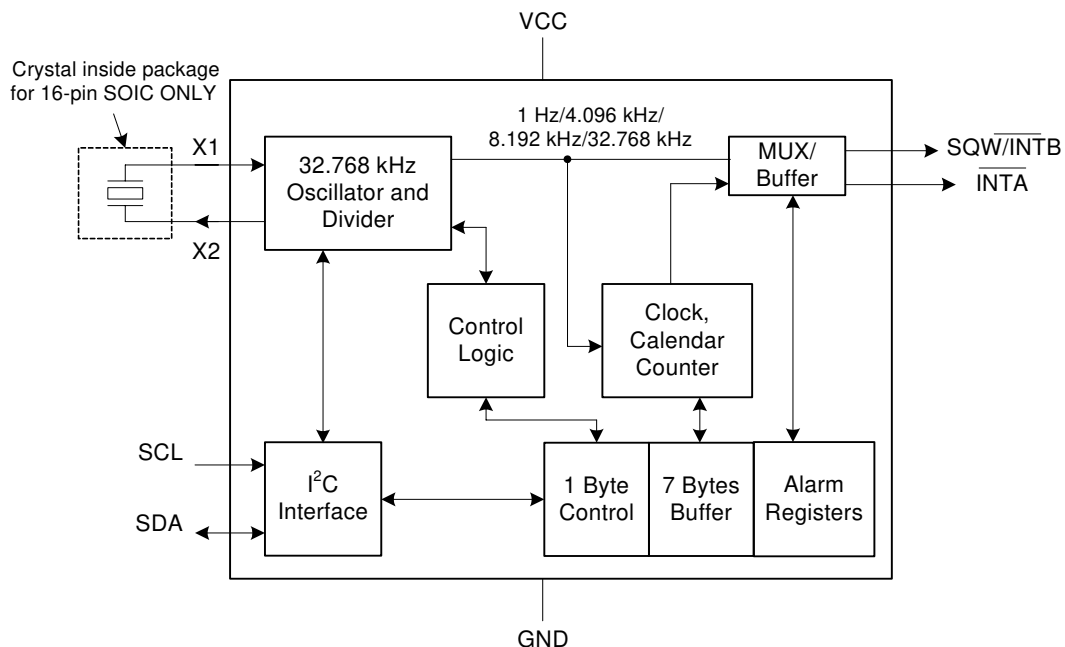 VCC
Crystal inside package
for 16-pin SOIC ONLY
1 Hz/4.096 kHz/
8.192 kHz/32.768 kHz
X1
32.768 kHz
Oscillator and
Divider
MUX/
Buffer
SQW/I̅N̅T̅B̅
I̅N̅T̅A̅
X2
Control
Logic
Clock,
Calendar
Counter
SCL
I²C
Interface
1 Byte
Control
7 Bytes
Buffer
Alarm
Registers
SDA
GND